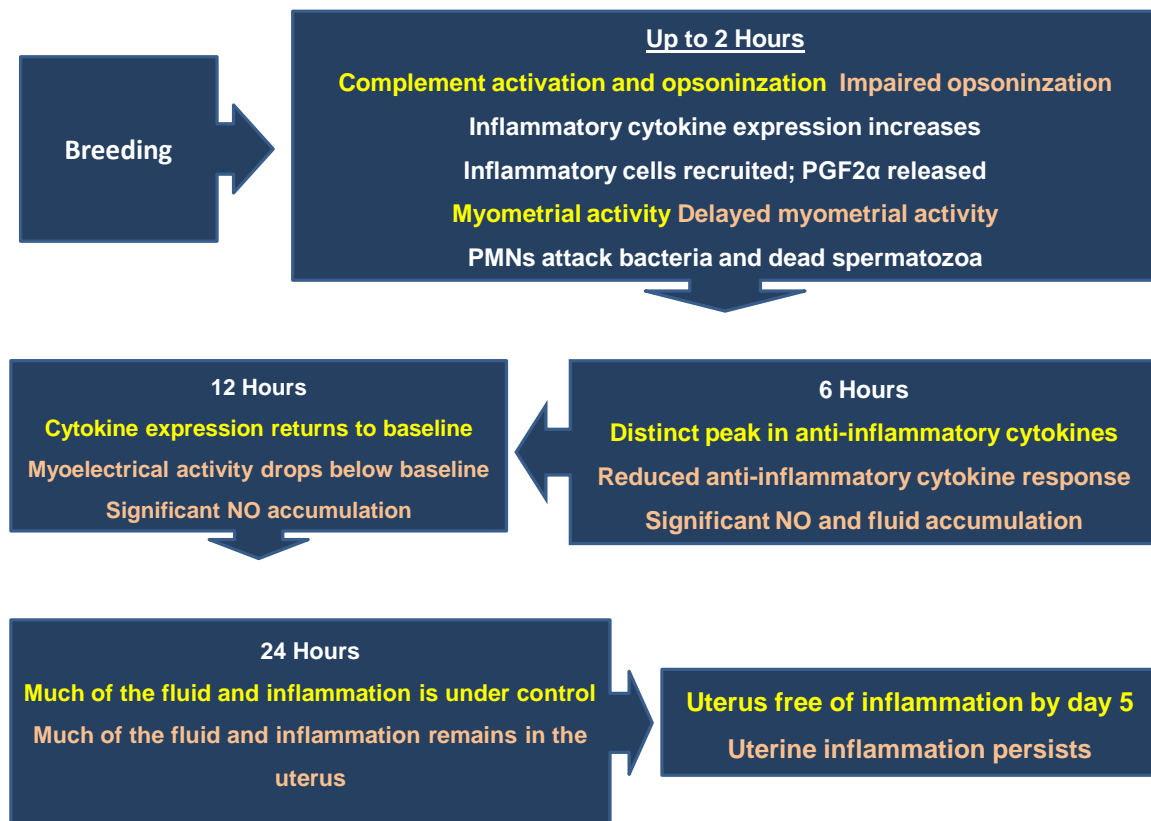 Breeding
Up to 2 Hours
Complement activation and opsoninzation Impaired opsoninzation
Inflammatory cytokine expression increases
Inflammatory cells recruited; PGF2α released
Myometrial activity Delayed myometrial activity
PMNs attack bacteria and dead spermatozoa
6 Hours
Distinct peak in anti-inflammatory cytokines
Reduced anti-inflammatory cytokine response
Significant NO and fluid accumulation
12 Hours
Cytokine expression returns to baseline
Myoelectrical activity drops below baseline
Significant NO accumulation
24 Hours
Much of the fluid and inflammation is under control
Much of the fluid and inflammation remains in the
uterus
Uterus free of inflammation by day 5
Uterine inflammation persists